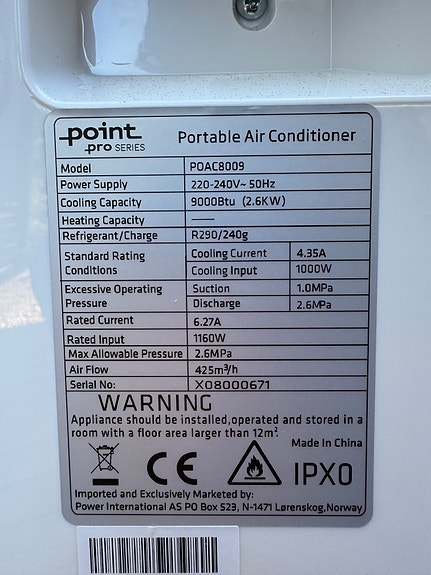 point
pro SERIES
Portable Air Conditioner
Model POAC8009
Power Supply 220-240V~ 50Hz
Cooling Capacity 9000Btu (2.6KW)
Heating Capacity ——
Refrigerant/Charge R290/240g
Standard Rating Conditions Cooling Current 4.35A
Cooling Input 1000W
Excessive Operating Pressure Suction 1.0MPa
Discharge 2.6MPa
Rated Current 6.27A
Rated Input 1160W
Max Allowable Pressure 2.6MPa
Air Flow 425m³/h
Serial No: X08000671
WARNING
Appliance should be installed,operated and stored in a
room with a floor area larger than 12m².
Made In China
CE
IPX0
Imported and Exclusively Marketed by:
Power International AS PO Box 523, N-1471 Lørenskog,Norway